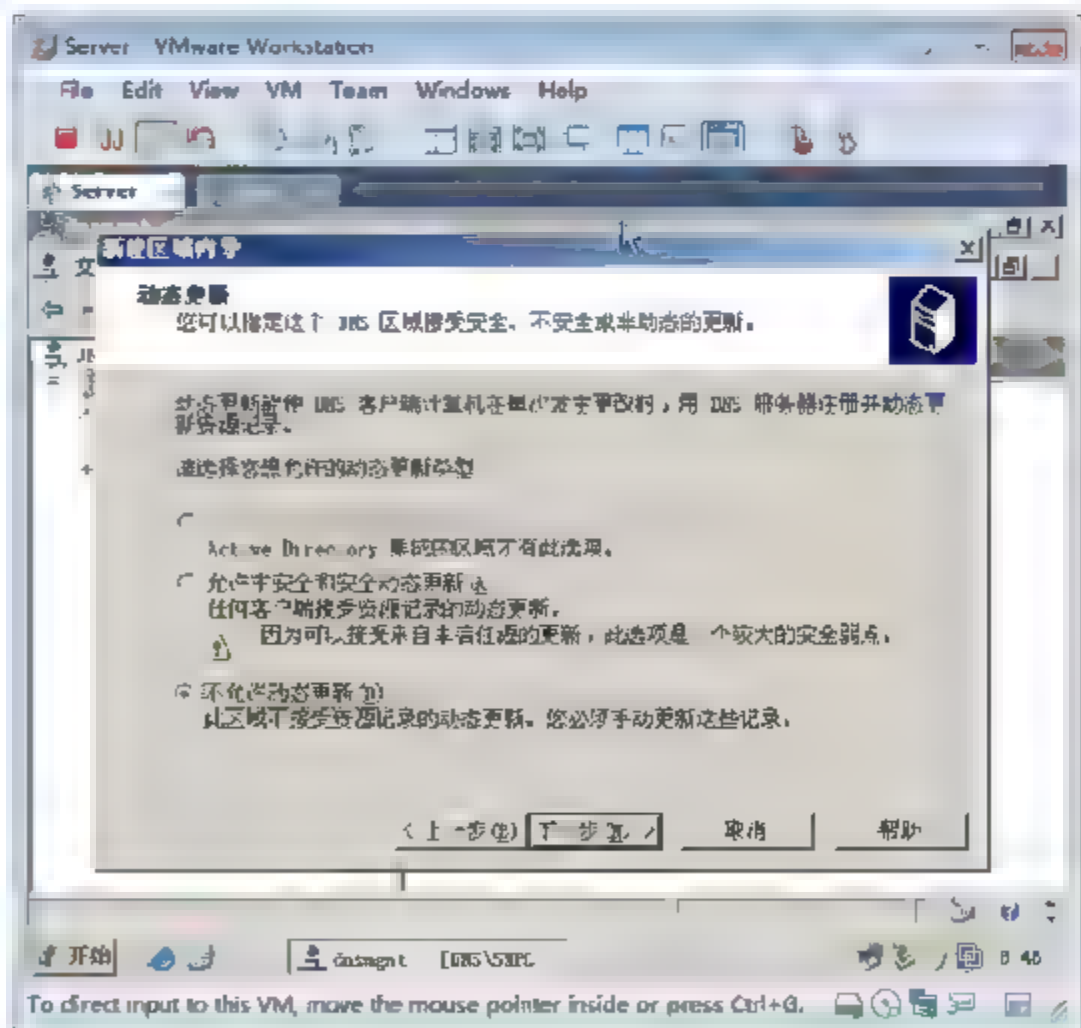 Server VMware Workstation
File Edit View VM Team Windows Help
Server
新建区域向导
文
动态更新
您可以指定这个 DNS 区域接受安全、不安全或非动态的更新。
动态更新能使 DNS 客户端计算机在每次发生更改时，用 DNS 服务器注册并动态更
新资源记录。
请选择您想允许的动态更新类型
Active Directory 集成的区域才有此选项。
允许非安全和安全动态更新 A
任何客户端接受资源记录的动态更新。
因为可以接受来自非信任源的更新，此选项是一个较大的安全弱点。
不允许动态更新(D)
此区域不接受资源记录的动态更新。您必须手动更新这些记录。
< 上一步(B) 下一步(N) > 取消 帮助
开始 dnsmgmt [DNS\ 8 48
To direct input to this VM, move the mouse pointer inside or press Ctrl+G.